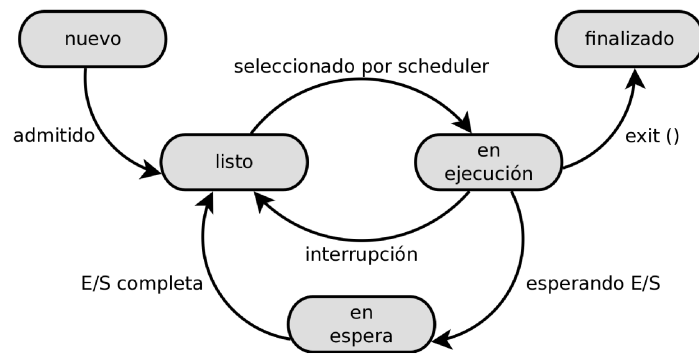 nuevo
finalizado
seleccionado por scheduler
admitido
exit ()
listo
en
ejecución
interrupción
E/S completa
esperando E/S
en
espera